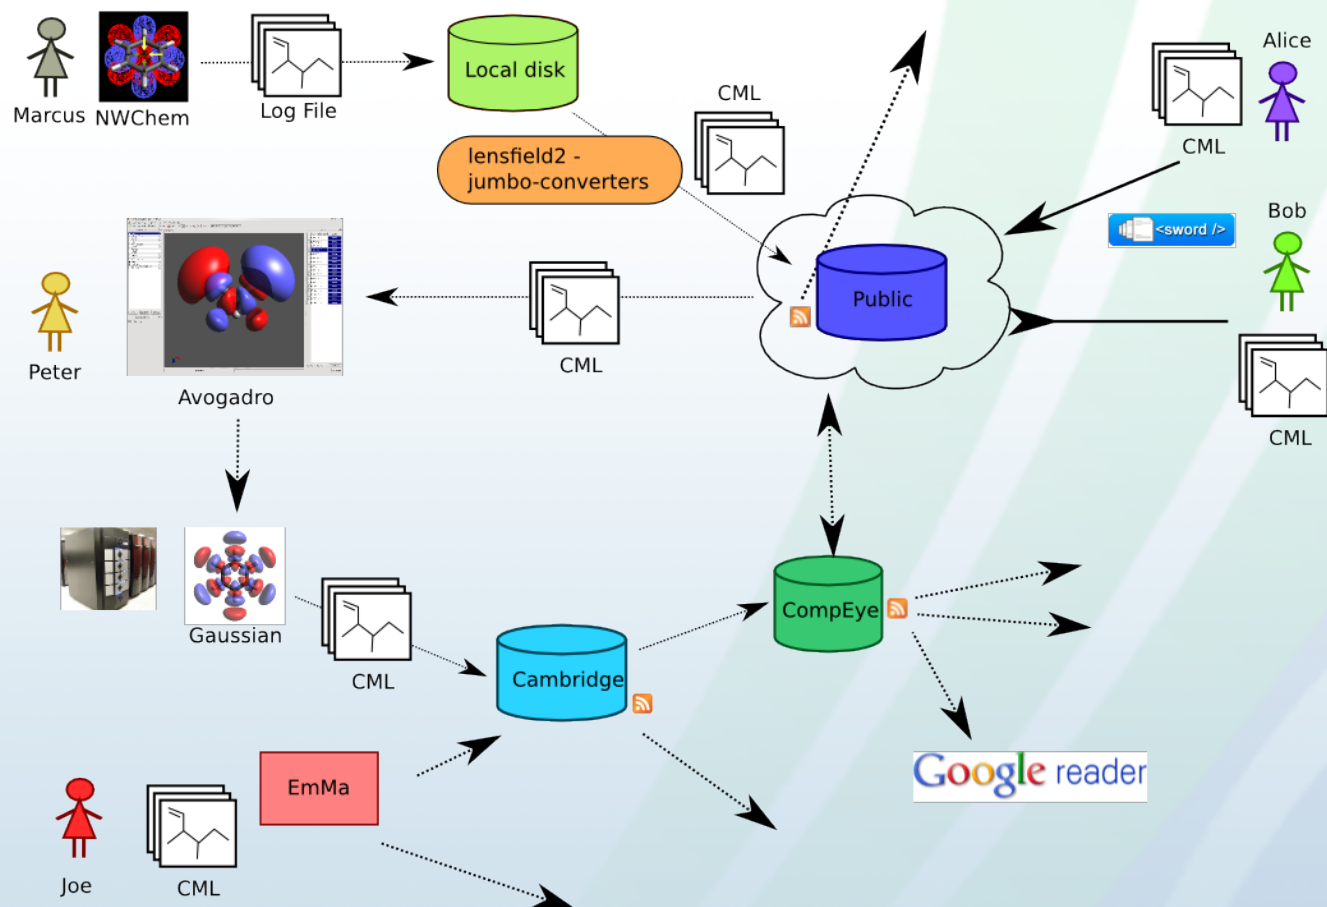 Alice
Marcus
NWChem
Log File
Local disk
CML
CML
lensfield2 -
jumbo-converters
Bob
<sword />
Public
Peter
CML
Avogadro
CML
Gaussian
CML
CompEye
Cambridge
EmMa
Google reader
Joe
CML